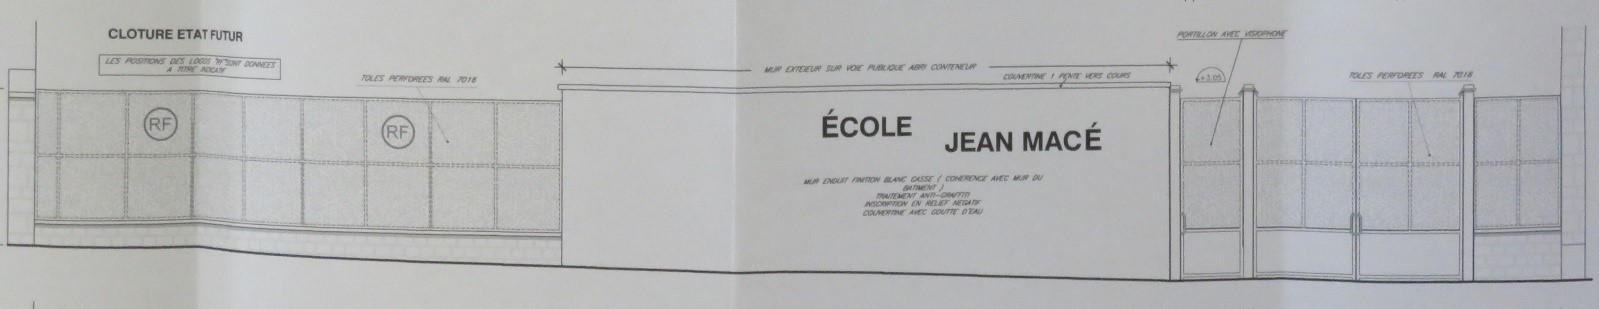 CLOTURE ETAT FUTUR
LES POSITIONS DES LOGOS "RF" SONT DONNEES
A TITRE INDICATIF
TOLES PERFOREES RAL 7016
MUR EXTERIEUR SUR VOIE PUBLIQUE ABRI CONTENEUR
COUVERTINE 1 PENTE VERS COURS
PORTILLON AVEC VISIOPHONE
+3.05
TOLES PERFOREES RAL 7016
RF
RF
ÉCOLE
JEAN MACÉ
MUR ENDUIT FINITION BLANC CASSE ( COHERENCE AVEC MUR DU
BATIMENT )
TRAITEMENT ANTI-GRAFFITI
INSCRIPTION EN RELIEF NEGATIF
COUVERTINE AVEC GOUTTE D'EAU